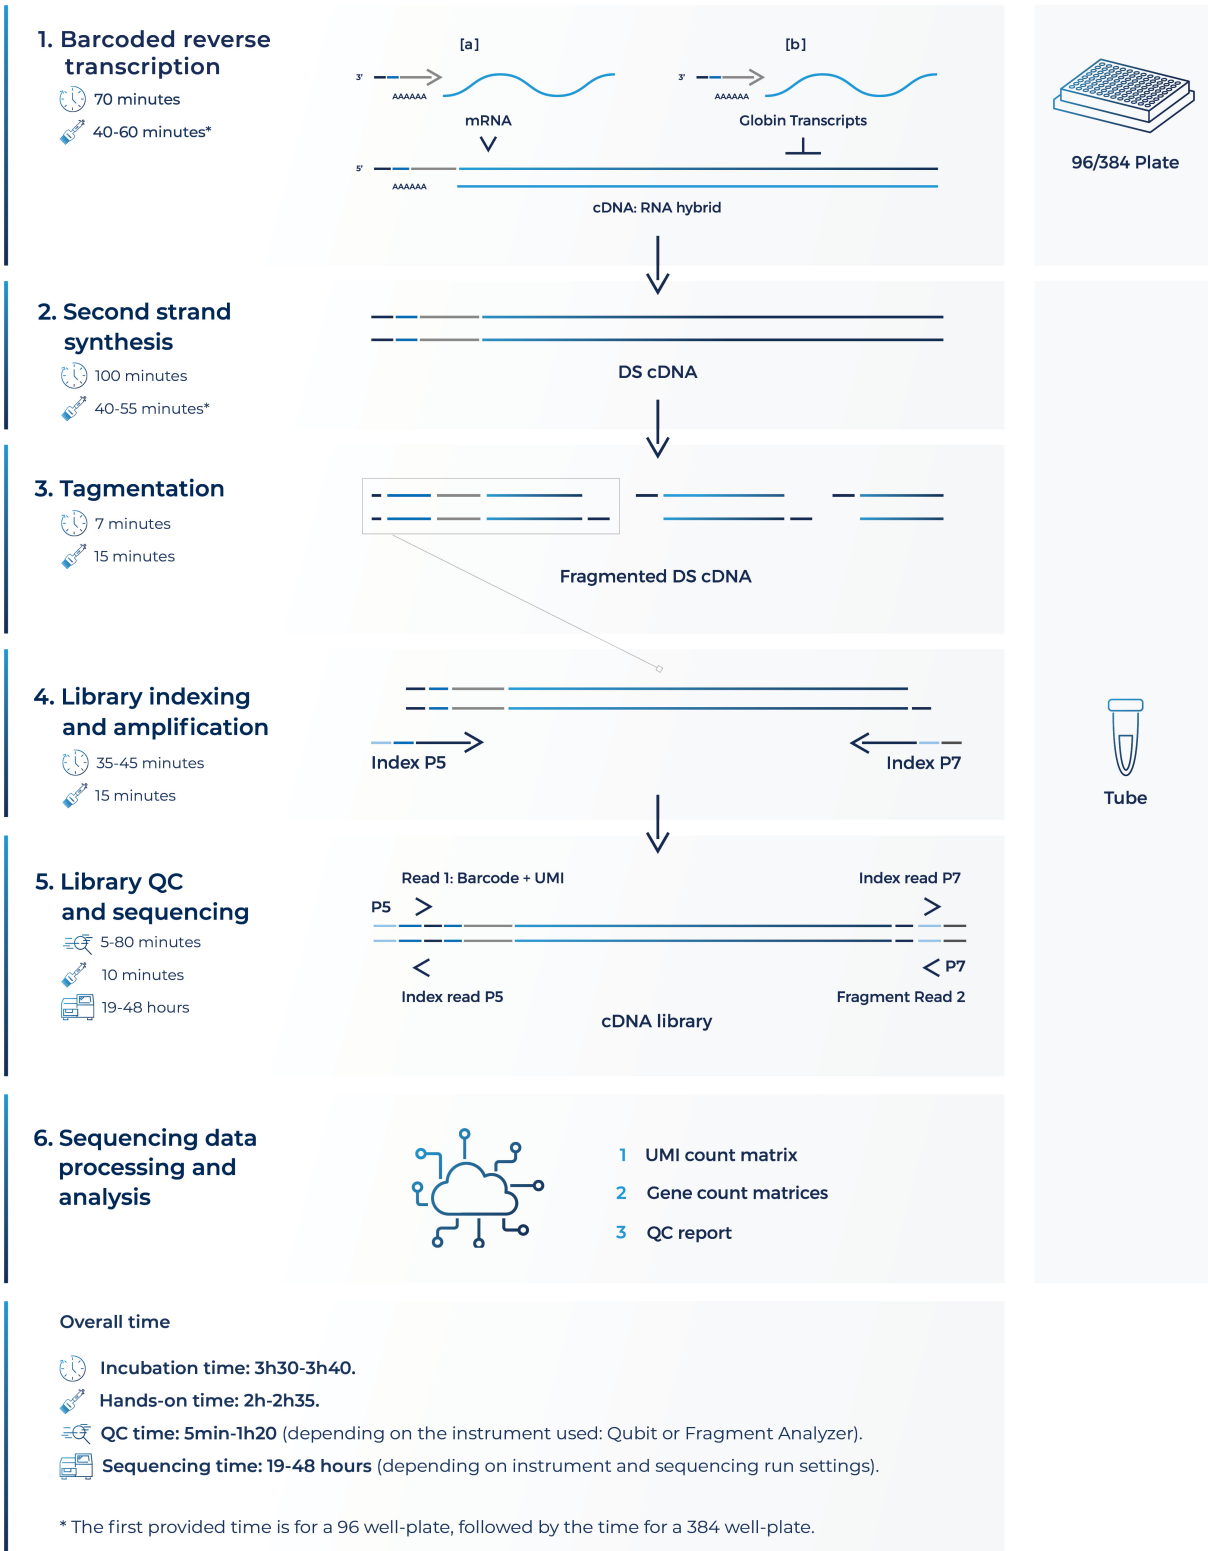 1. Barcoded reverse
transcription
70 minutes
40-60 minutes*
[a]
[b]
3'
AAAAAA
mRNA
3'
AAAAAA
Globin Transcripts
5'
AAAAAA
cDNA: RNA hybrid
96/384 Plate
2. Second strand
synthesis
100 minutes
40-55 minutes*
DS cDNA
3. Tagmentation
7 minutes
15 minutes
Fragmented DS cDNA
4. Library indexing
and amplification
35-45 minutes
15 minutes
Index P5
Index P7
Tube
5. Library QC
and sequencing
5-80 minutes
10 minutes
19-48 hours
Read 1: Barcode + UMI
Index read P7
P5
P7
Index read P5
Fragment Read 2
cDNA library
6. Sequencing data
processing and
analysis
1 UMI count matrix
2 Gene count matrices
3 QC report
Overall time
Incubation time: 3h30-3h40.
Hands-on time: 2h-2h35.
QC time: 5min-1h20 (depending on the instrument used: Qubit or Fragment Analyzer).
Sequencing time: 19-48 hours (depending on instrument and sequencing run settings).
* The first provided time is for a 96 well-plate, followed by the time for a 384 well-plate.